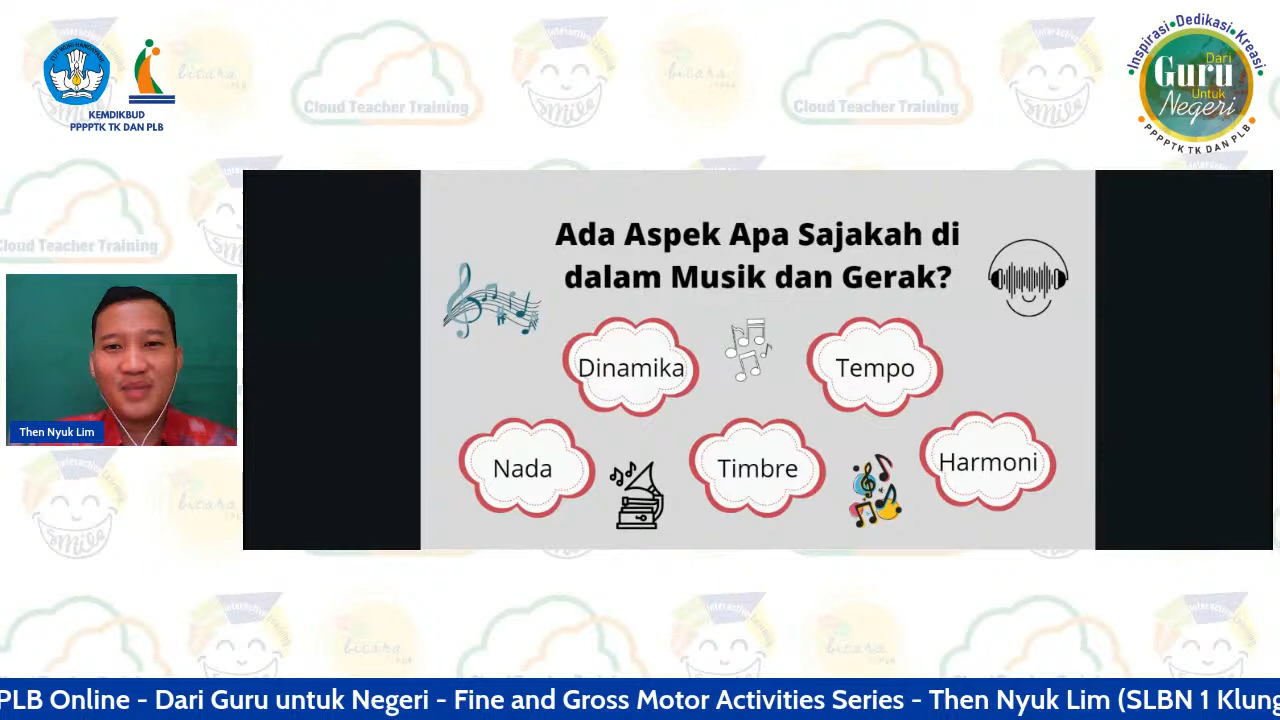 KEMDIKBUD
PPPPTK TK DAN PLB
Inspirasi•Dedikasi•Kreasi
Dari
Guru
Untuk
Negeri
PPPPTK TK DAN PLB
Cloud Teacher Training
Cloud Teacher Training
Cloud Teacher Training
Ada Aspek Apa Sajakah di
dalam Musik dan Gerak?
Dinamika
Tempo
Nada
Timbre
Harmoni
Then Nyuk Lim
PLB Online - Dari Guru untuk Negeri - Fine and Gross Motor Activities Series - Then Nyuk Lim (SLBN 1 Klung